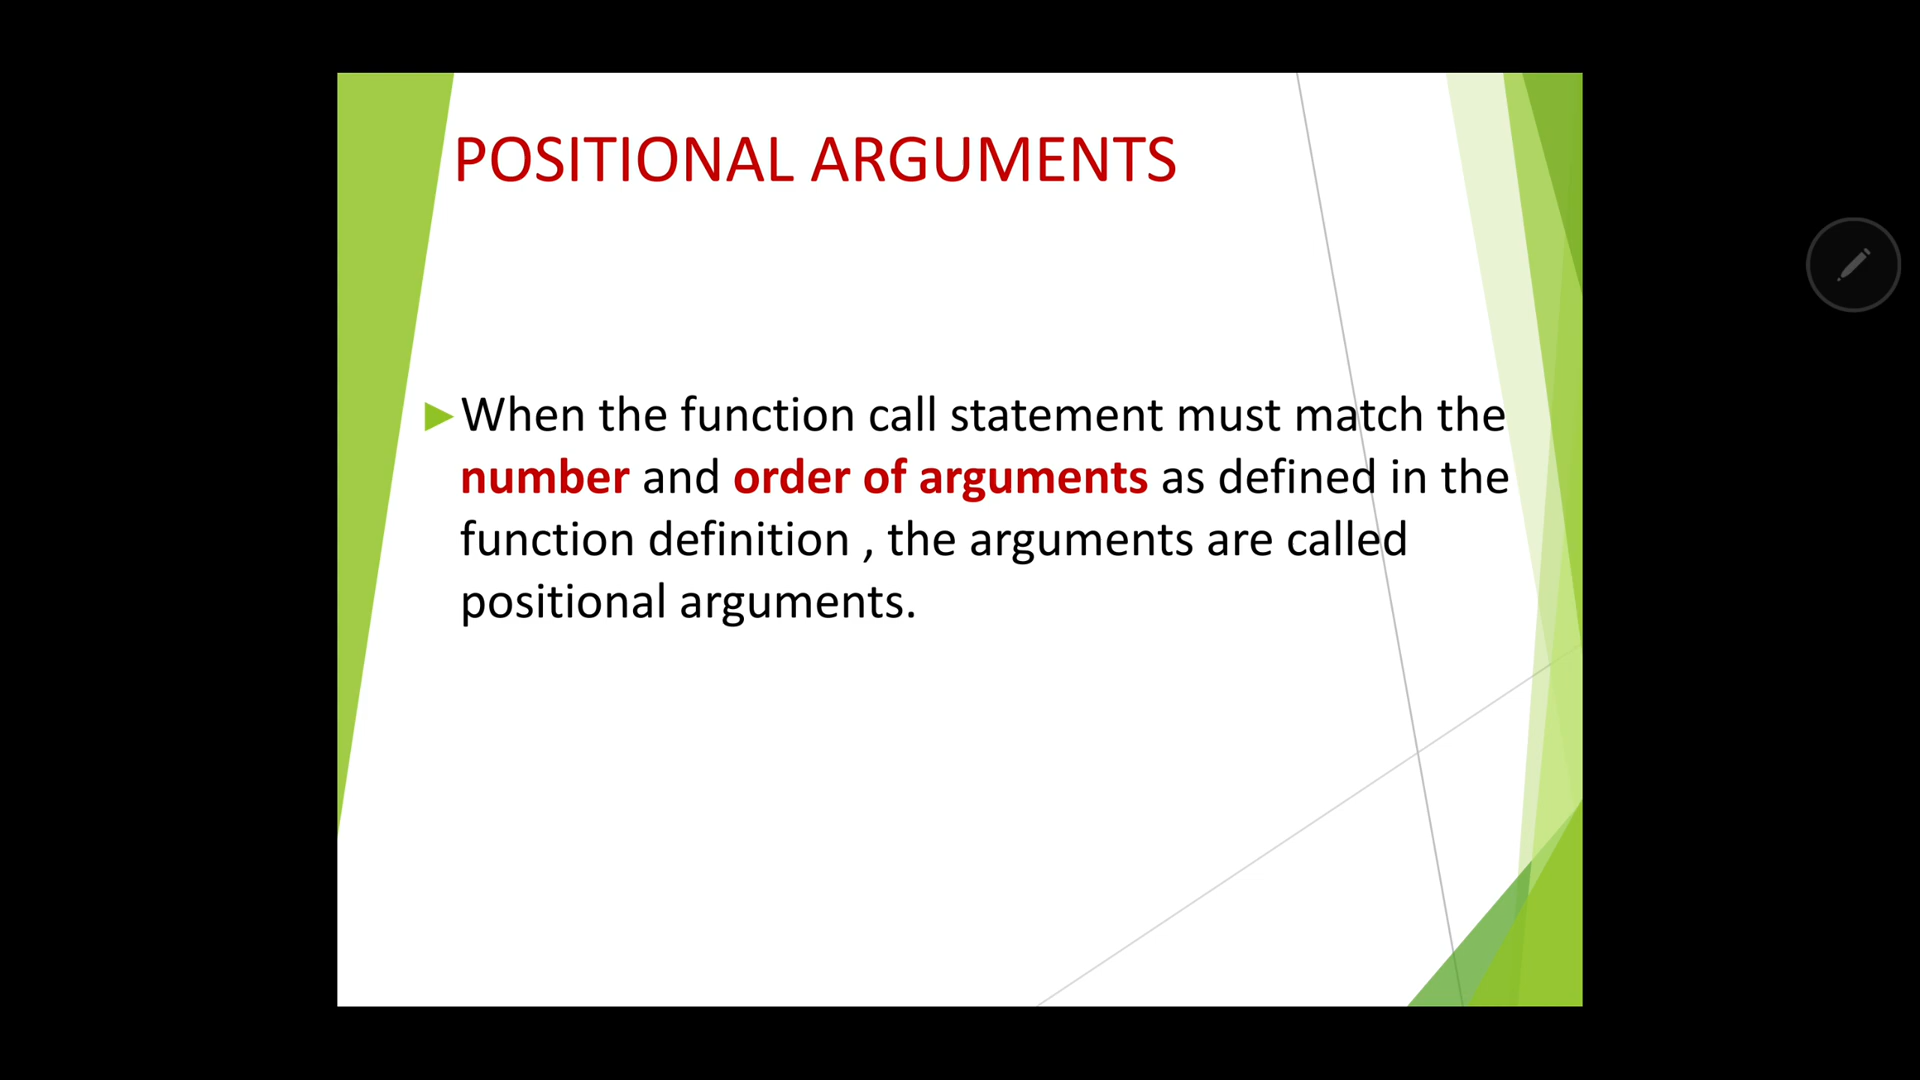 POSITIONAL ARGUMENTS
When the function call statement must match the
number and order of arguments as defined in the
function definition , the arguments are called
positional arguments.